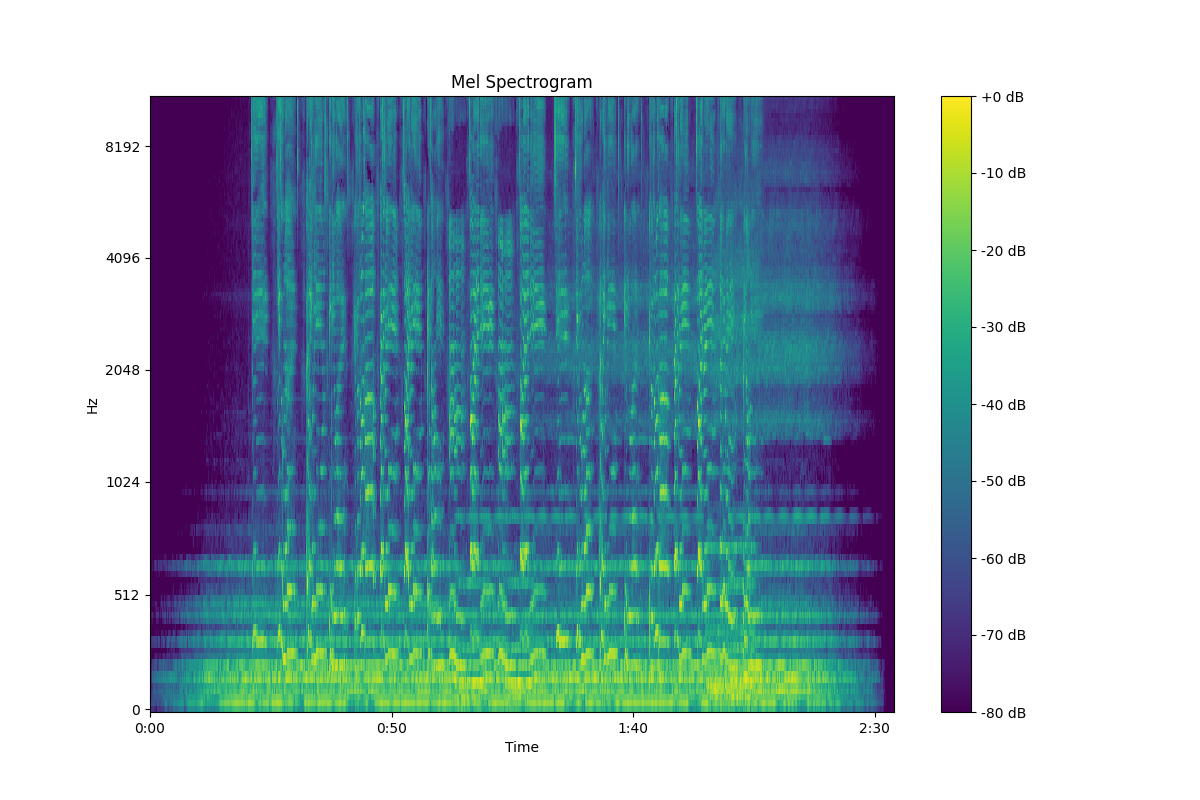 Mel Spectrogram
Hz
8192
4096
2048
1024
512
0
0:00
0:50
1:40
2:30
Time
+0 dB
-10 dB
-20 dB
-30 dB
-40 dB
-50 dB
-60 dB
-70 dB
-80 dB